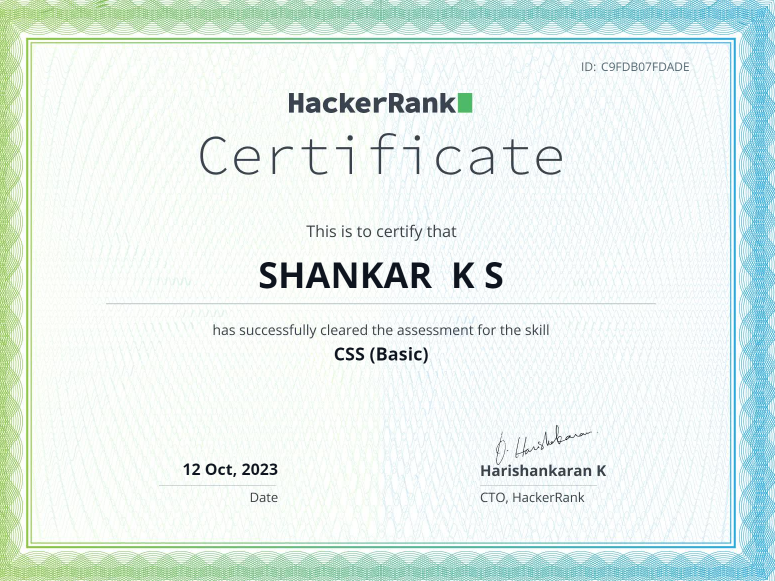 ID: C9FDB07FDADE
HackerRank
Certificate
This is to certify that
SHANKAR K S
has successfully cleared the assessment for the skill
CSS (Basic)
12 Oct, 2023
Date
Harishankaran K
CTO, HackerRank